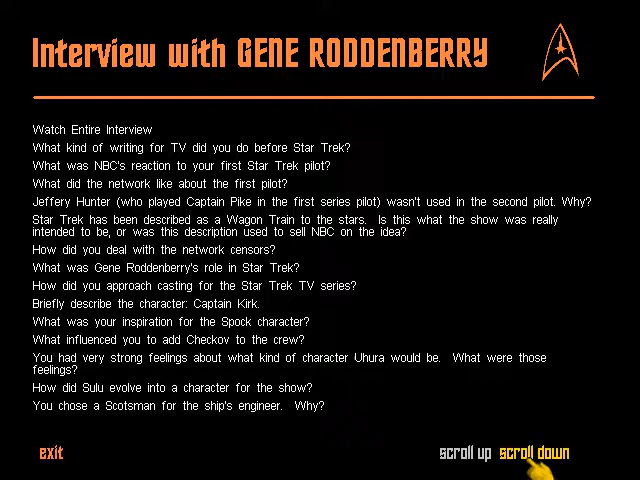 Interview with GENE RODDENBERRY
Watch Entire Interview
What kind of writing for TV did you do before Star Trek?
What was NBC's reaction to your first Star Trek pilot?
What did the network like about the first pilot?
Jeffery Hunter (who played Captain Pike in the first series pilot) wasn't used in the second pilot. Why?
Star Trek has been described as a Wagon Train to the stars. Is this what the show was really
intended to be, or was this description used to sell NBC on the idea?
How did you deal with the network censors?
What was Gene Roddenberry's role in Star Trek?
How did you approach casting for the Star Trek TV series?
Briefly describe the character: Captain Kirk.
What was your inspiration for the Spock character?
What influenced you to add Checkov to the crew?
You had very strong feelings about what kind of character Uhura would be. What were those
feelings?
How did Sulu evolve into a character for the show?
You chose a Scotsman for the ship's engineer. Why?
exit scroll up scroll down